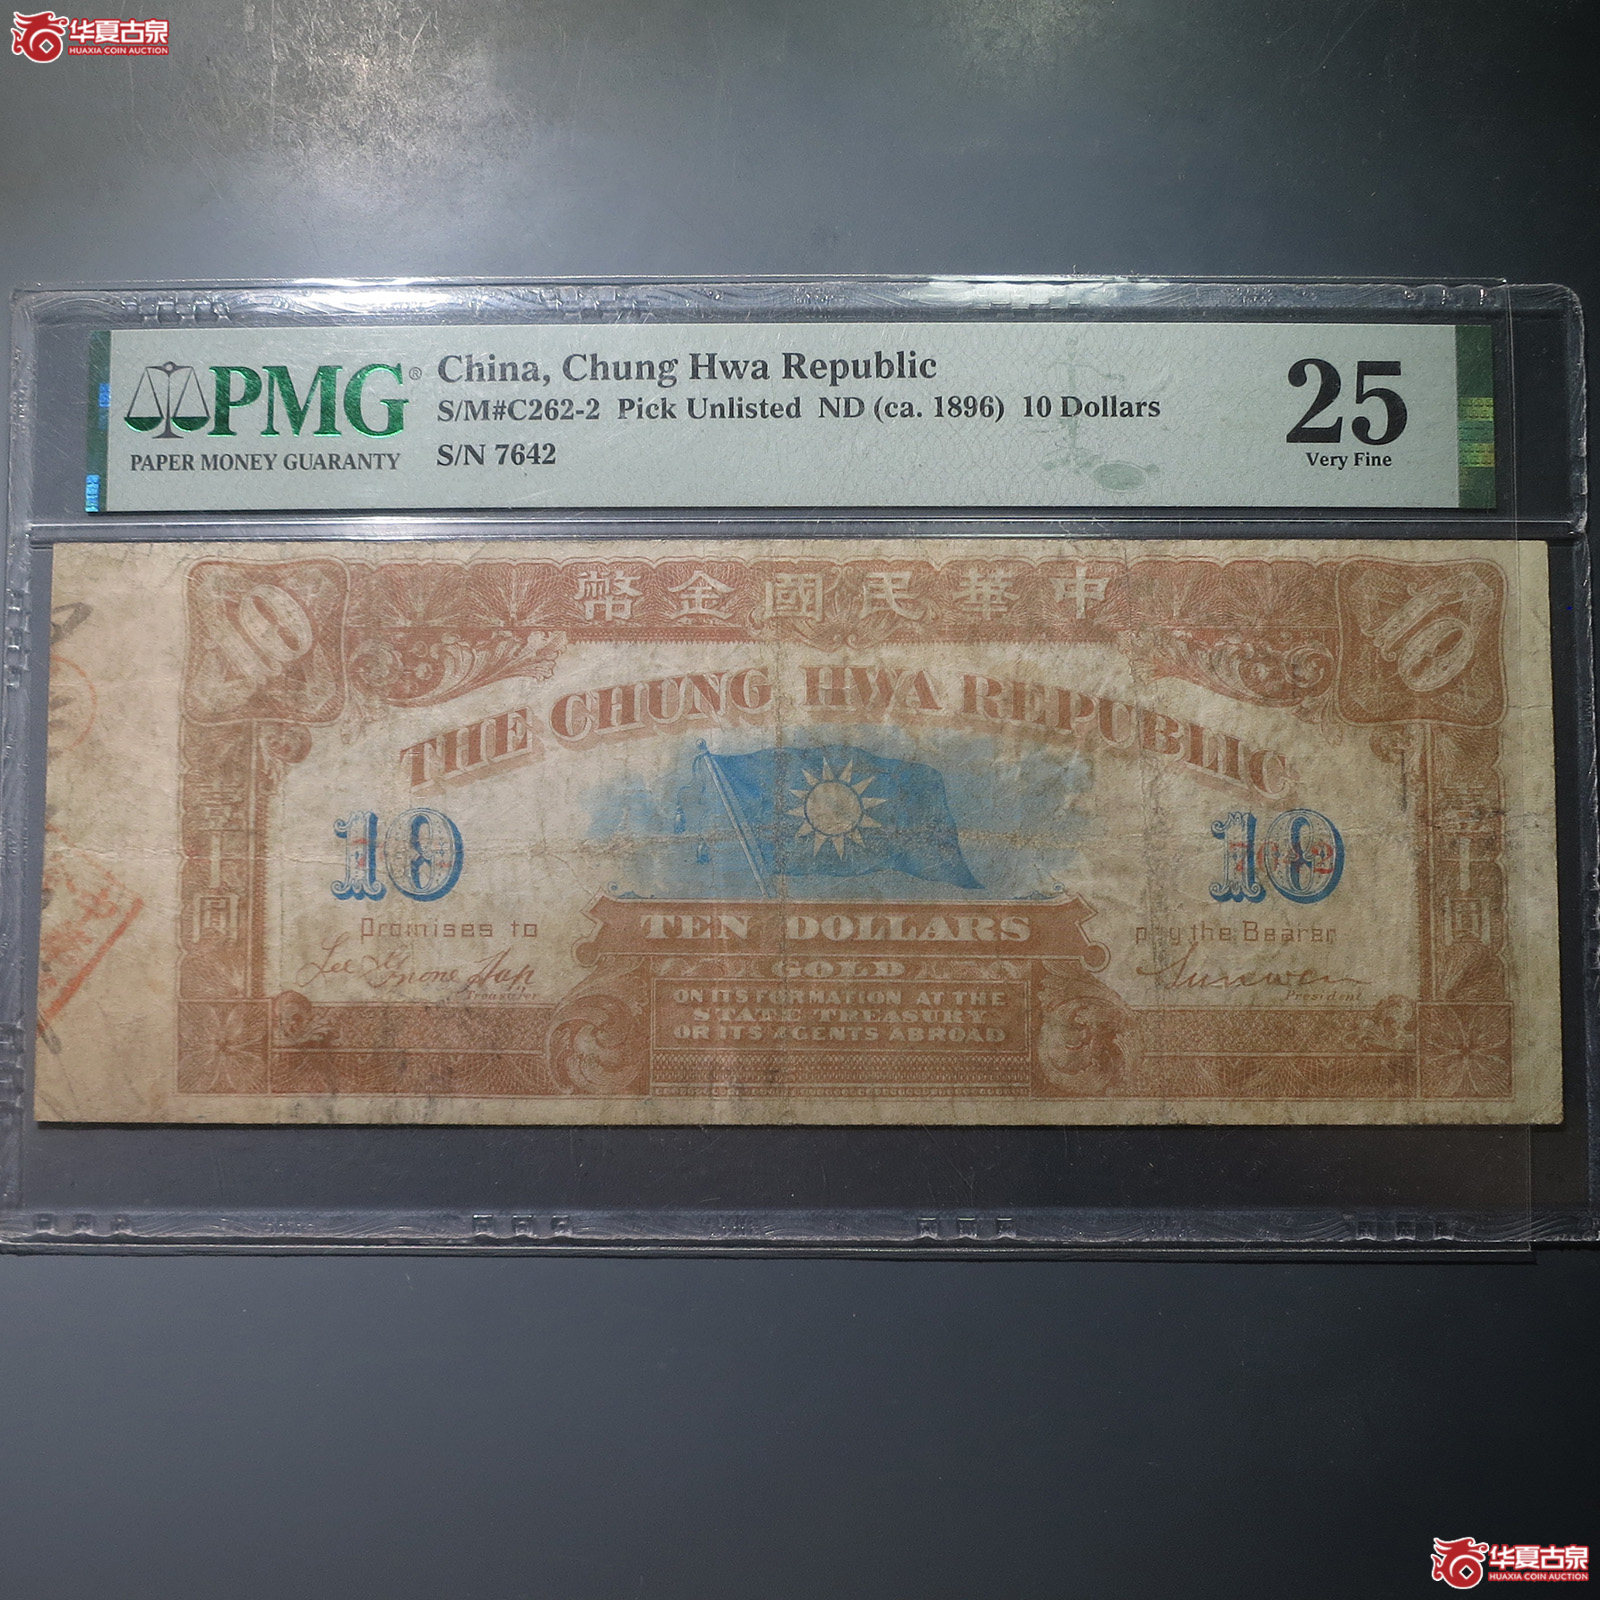 华夏古泉
HUAXIA COIN AUCTION
PMG®
PAPER MONEY GUARANTY
China, Chung Hwa Republic
S/M#C262-2 Pick Unlisted ND (ca. 1896) 10 Dollars
S/N 7642
25
Very Fine
10
幣金國民華中
10
THE CHUNG HWA REPUBLIC
壹十圓
10
10
壹十圓
Promises to
TEN DOLLARS
pay the Bearer
GOLD
Treasurer
Sunyatsen
President
ON ITS FORMATION AT THE
STATE TREASURY
OR ITS AGENTS ABROAD
华夏古泉
HUAXIA COIN AUCTION